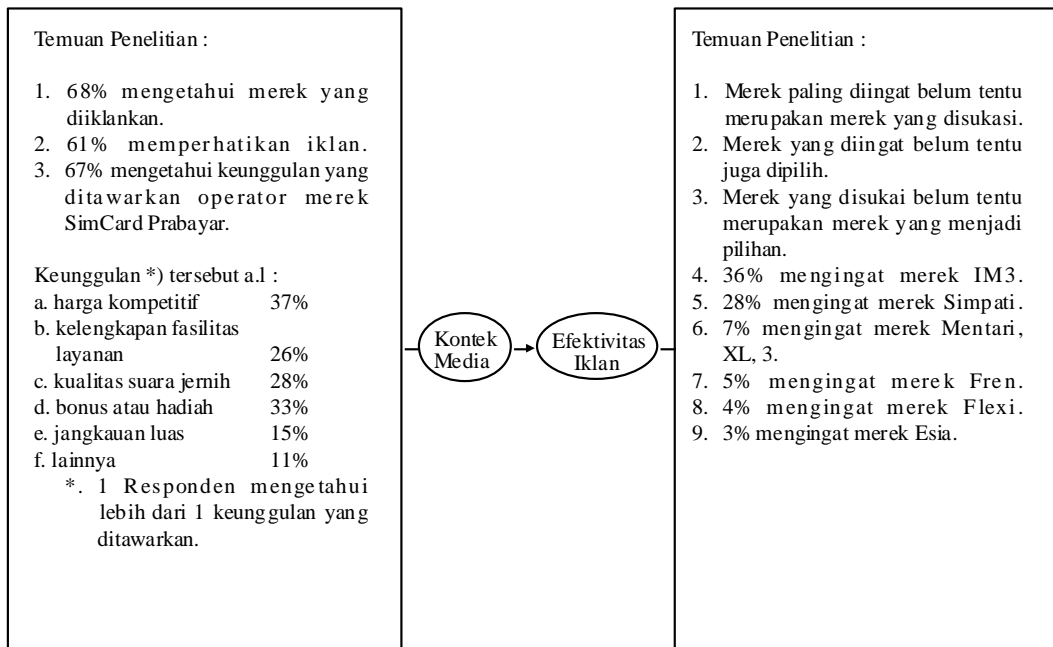 Temuan Penelitian :
1. 68% mengetahui merek yang
diiklankan.
2. 61% memperhatikan iklan.
3. 67% mengetahui keunggulan yang
ditawarkan operator merek
SimCard Prabayar.
Keunggulan *) tersebut a.l :
a. harga kompetitif 37%
b. kelengkapan fasilitas
layanan 26%
c. kualitas suara jernih 28%
d. bonus atau hadiah 33%
e. jangkauan luas 15%
f. lainnya 11%
*. 1 Responden mengetahui
lebih dari 1 keunggulan yang
ditawarkan.
Kontek
Media
Efektivitas
Iklan
Temuan Penelitian :
1. Merek paling diingat belum tentu
merupakan merek yang disukasi.
2. Merek yang diingat belum tentu
juga dipilih.
3. Merek yang disukai belum tentu
merupakan merek yang menjadi
pilihan.
4. 36% mengingat merek IM3.
5. 28% mengingat merek Simpati.
6. 7% mengingat merek Mentari,
XL, 3.
7. 5% mengingat merek Fren.
8. 4% mengingat merek Flexi.
9. 3% mengingat merek Esia.